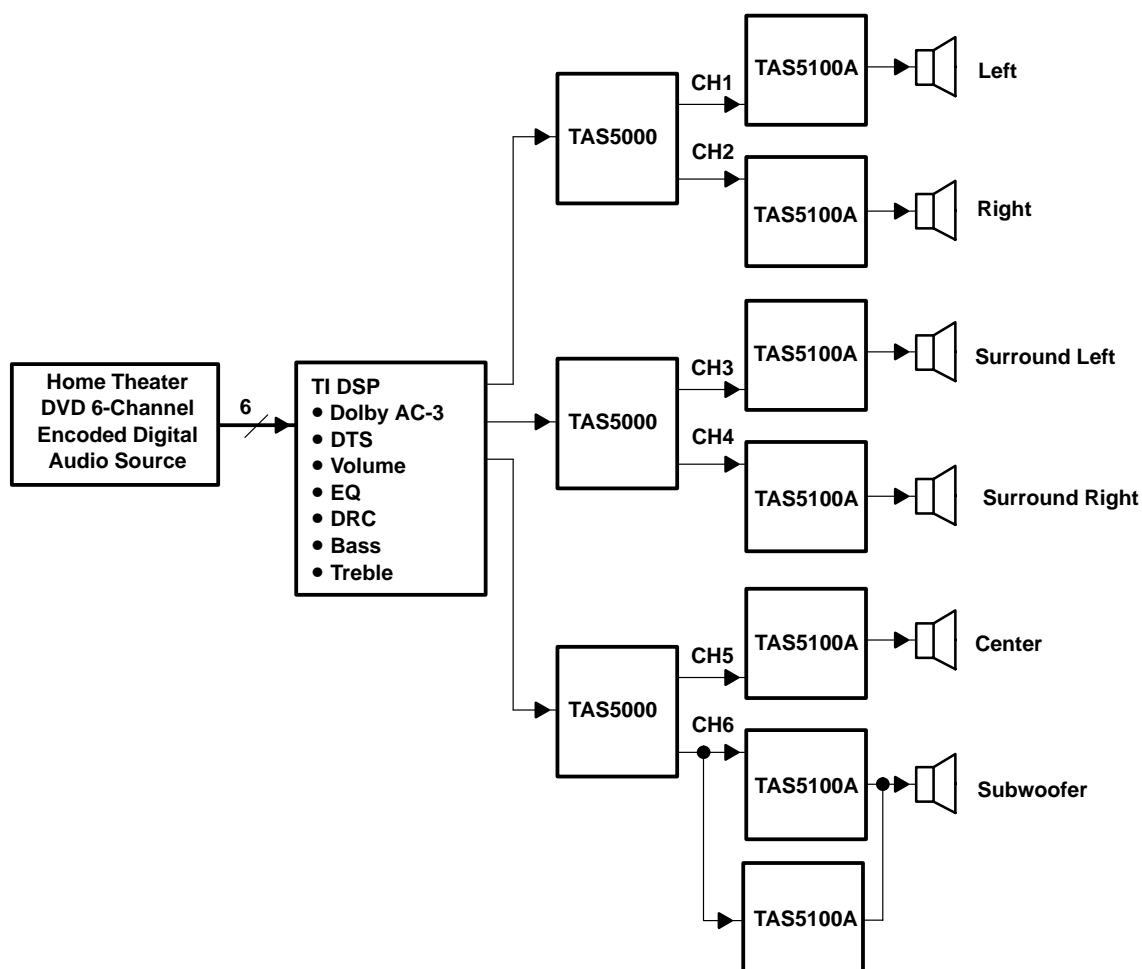 Home Theater
DVD 6-Channel
Encoded Digital
Audio Source
6
TI DSP
● Dolby AC-3
● DTS
● Volume
● EQ
● DRC
● Bass
● Treble
TAS5000
CH1
TAS5100A
Left
CH2
TAS5100A
Right
TAS5000
CH3
TAS5100A
Surround Left
CH4
TAS5100A
Surround Right
TAS5000
CH5
TAS5100A
Center
CH6
TAS5100A
Subwoofer
TAS5100A